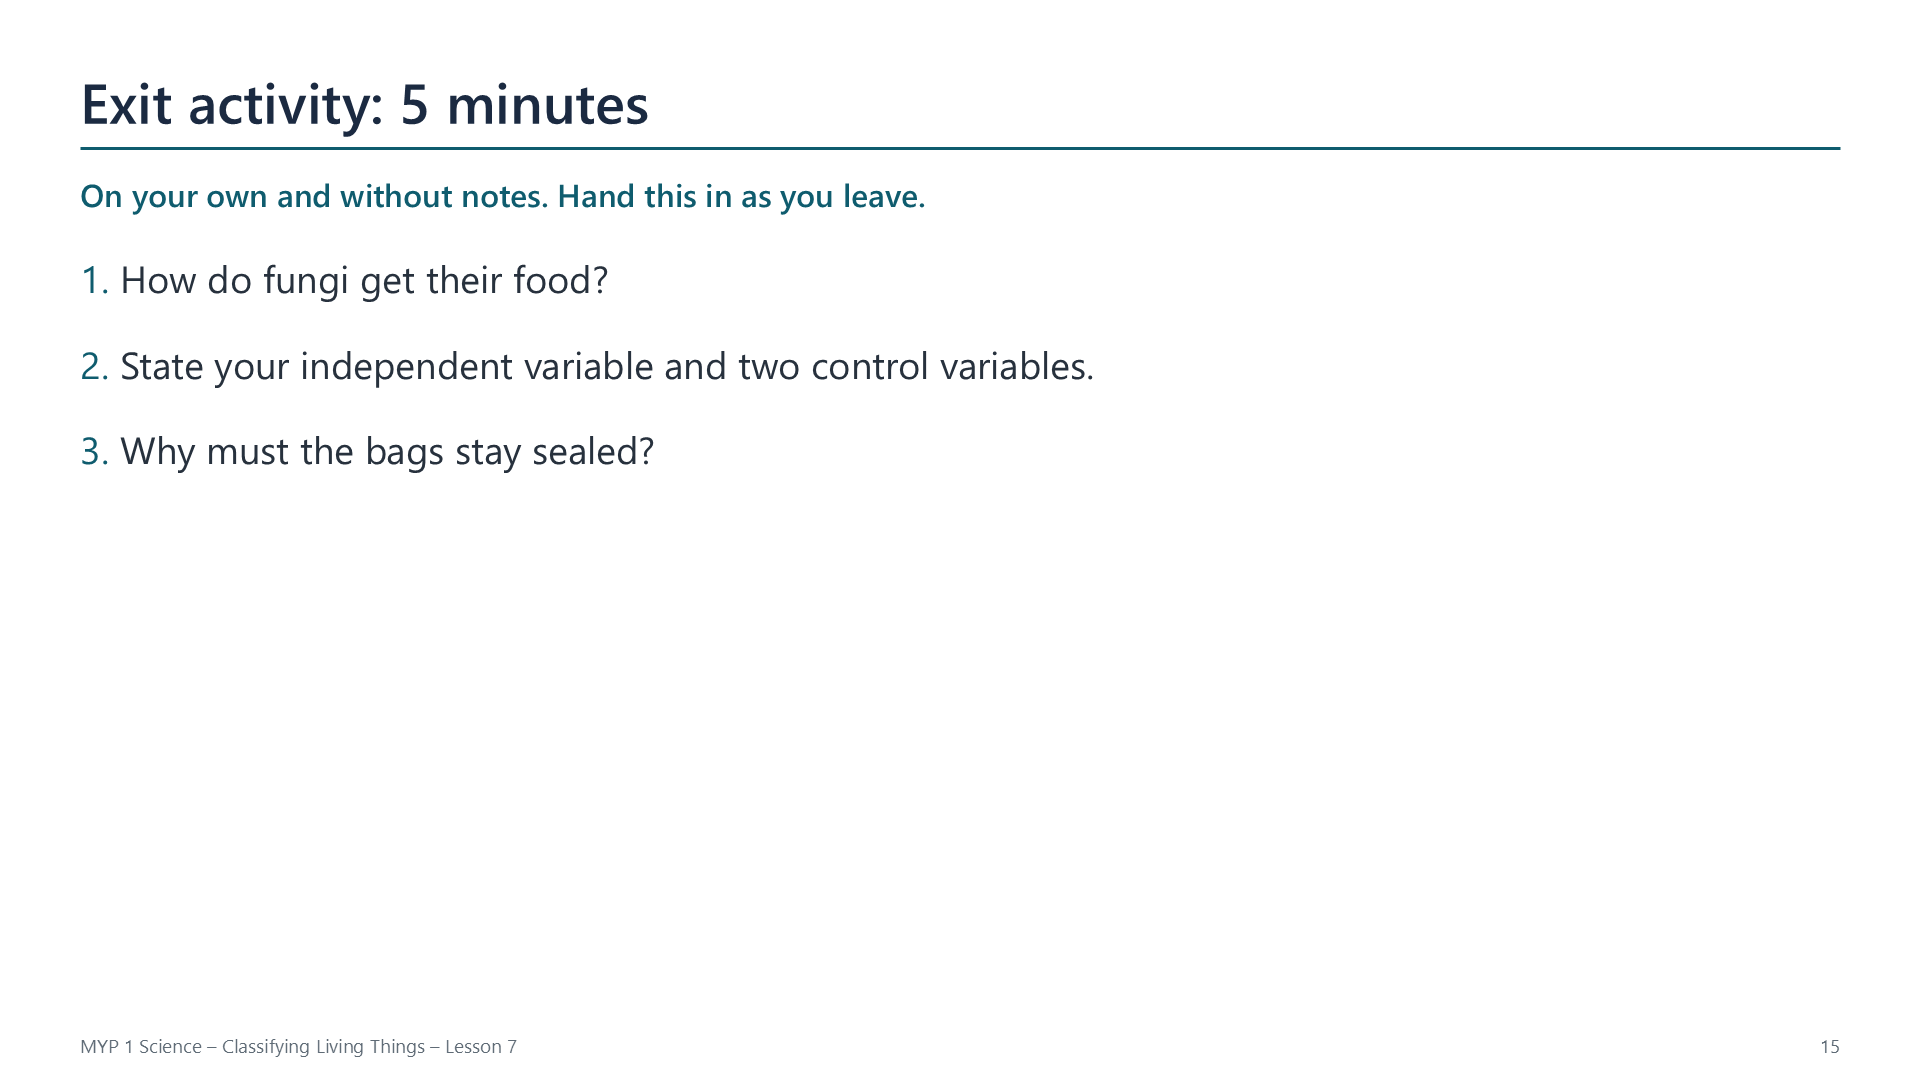 Exit activity: 5 minutes
On your own and without notes. Hand this in as you leave.
1. How do fungi get their food?
2. State your independent variable and two control variables.
3. Why must the bags stay sealed?
MYP 1 Science – Classifying Living Things – Lesson 7
15